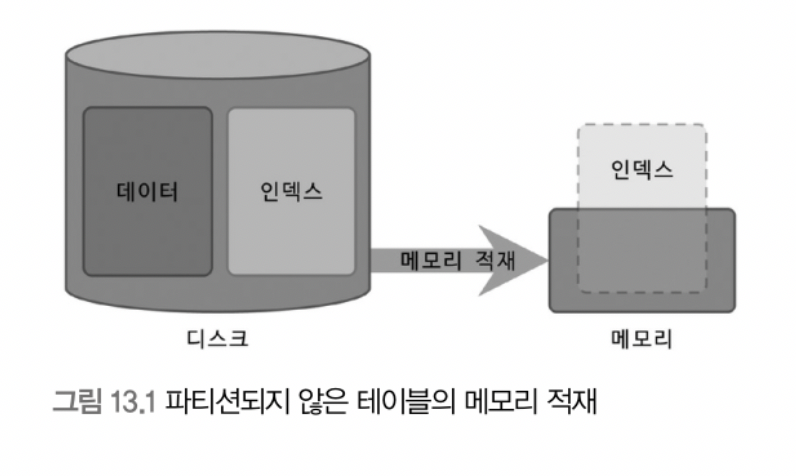 데이터
인덱스
인덱스
메모리 적재
디스크
메모리
그림 13.1 파티션되지 않은 테이블의 메모리 적재